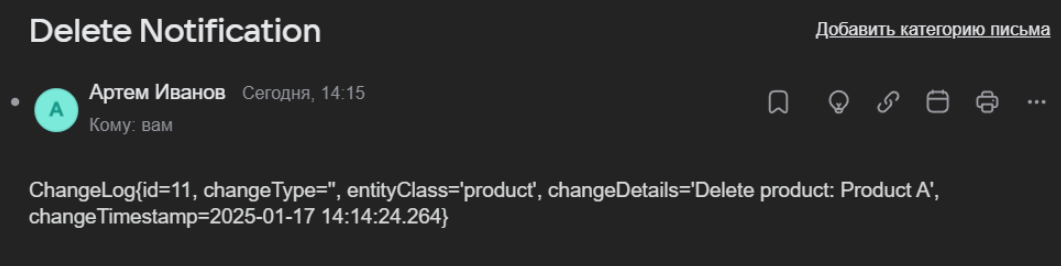 Delete Notification
Добавить категорию письма
А
Артем Иванов Сегодня, 14:15
Кому: вам
ChangeLog{id=11, changeType='', entityClass='product', changeDetails='Delete product: Product A',
changeTimestamp=2025-01-17 14:14:24.264}